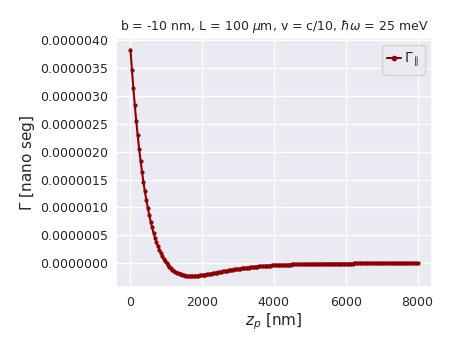 b = -10 nm, L = 100 μm, v = c/10, ℏω = 25 meV
Γ∥
0.0000040
0.0000035
0.0000030
0.0000025
0.0000020
0.0000015
0.0000010
0.0000005
0.0000000
Γ [nano seg]
0 2000 4000 6000 8000
z_p [nm]